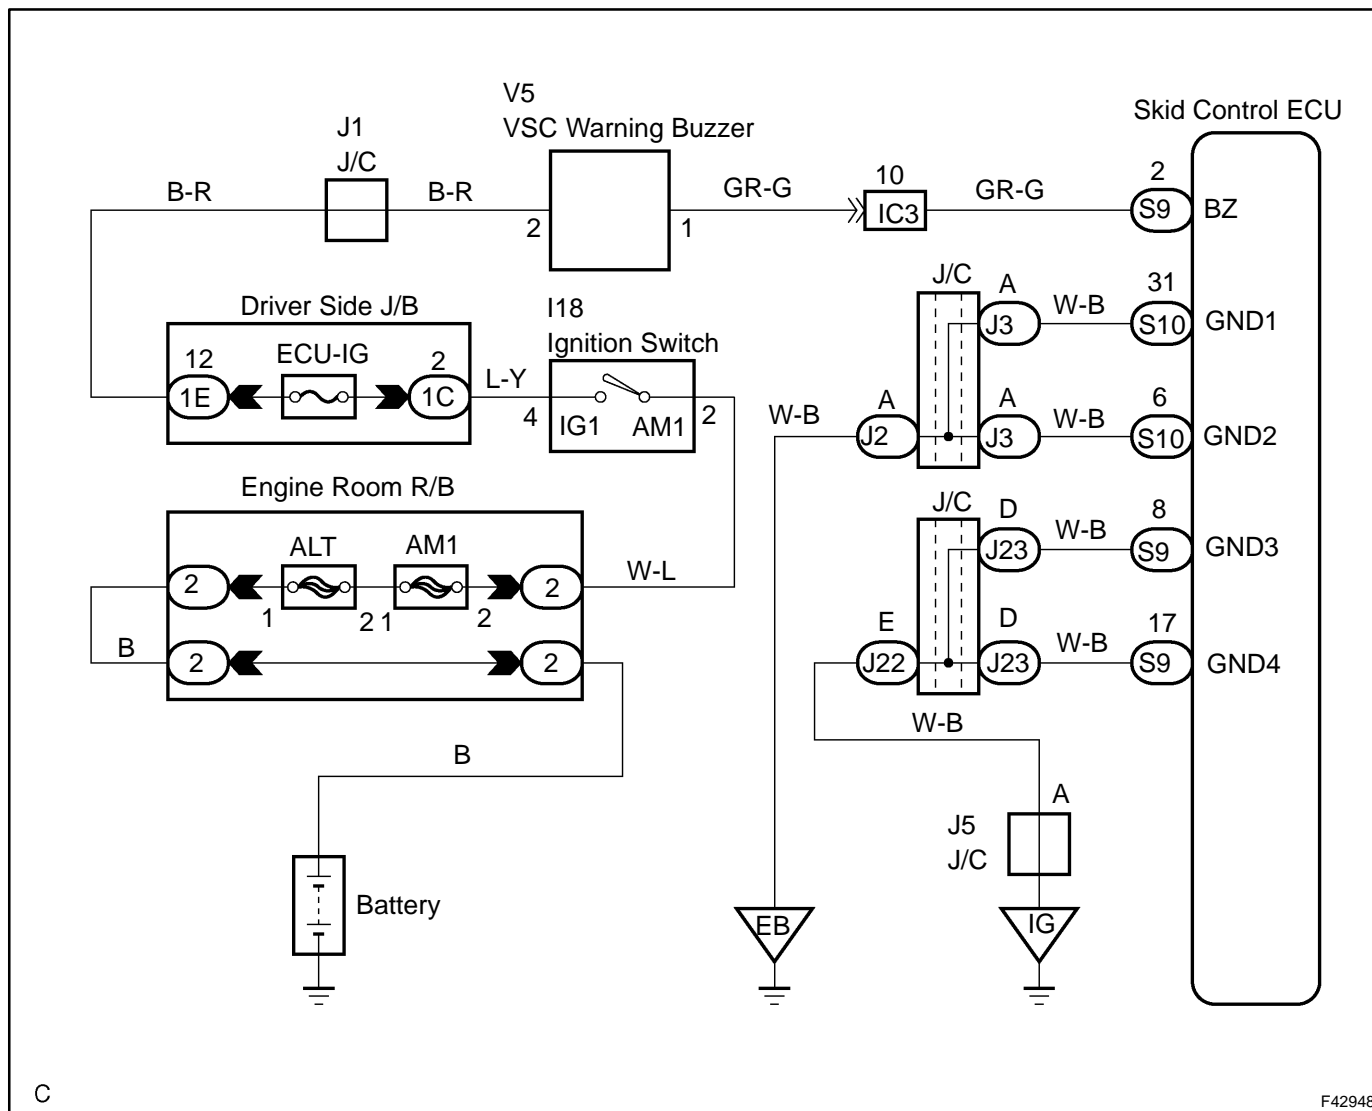 V5
VSC Warning Buzzer
Skid Control ECU
J1
J/C
B-R
B-R
2
1
GR-G
10
IC3
GR-G
2
S9
BZ
Driver Side J/B
12
1E
ECU-IG
2
1C
L-Y
I18
Ignition Switch
4
IG1
AM1
2
J/C
A
J3
W-B
31
S10
GND1
W-B
A
J2
A
J3
W-B
6
S10
GND2
Engine Room R/B
2
ALT
AM1
1
2
1
2
2
W-L
B
2
2
B
J/C
D
J23
W-B
8
S9
GND3
E
J22
D
J23
W-B
17
S9
GND4
W-B
A
J5
J/C
Battery
EB
IG
C
F42948